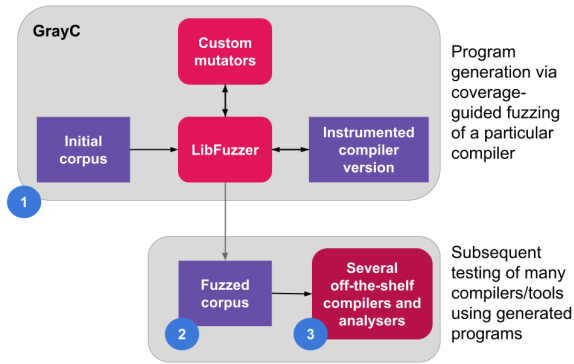 GrayC
Custom
mutators
Program
generation via
coverage-
guided fuzzing
of a particular
compiler
Initial
corpus
LibFuzzer
Instrumented
compiler
version
1
Fuzzed
corpus
Several
off-the-shelf
compilers and
analysers
Subsequent
testing of many
compilers/tools
using generated
programs
2
3